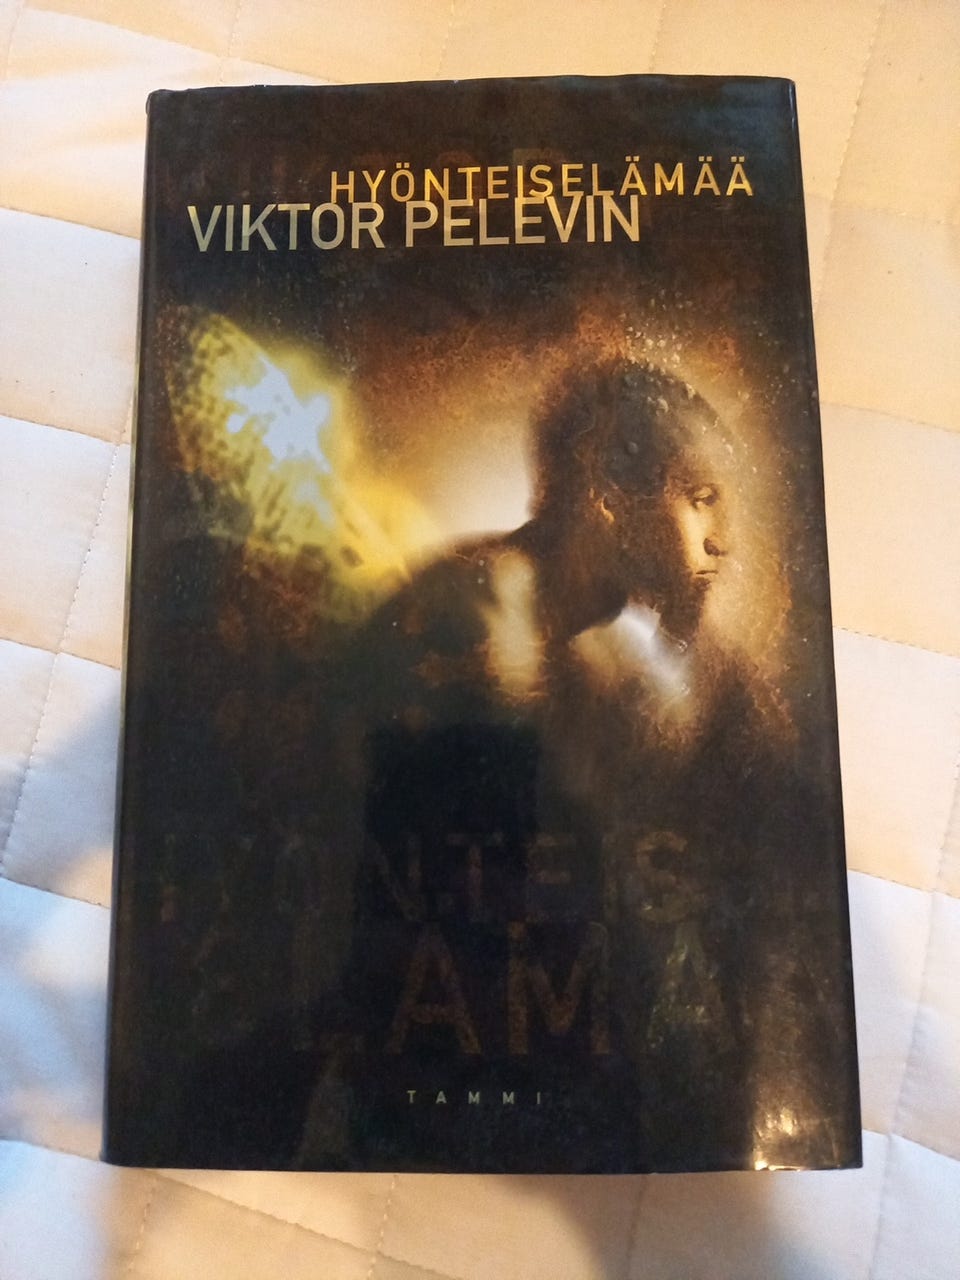 HYÖNTEISELÄMÄÄ
VIKTOR PELEVIN
TAMMI